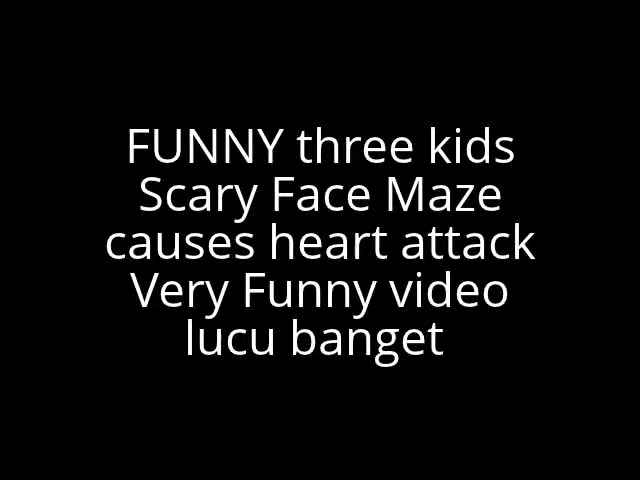 FUNNY three kids
Scary Face Maze
causes heart attack
Very Funny video
lucu banget